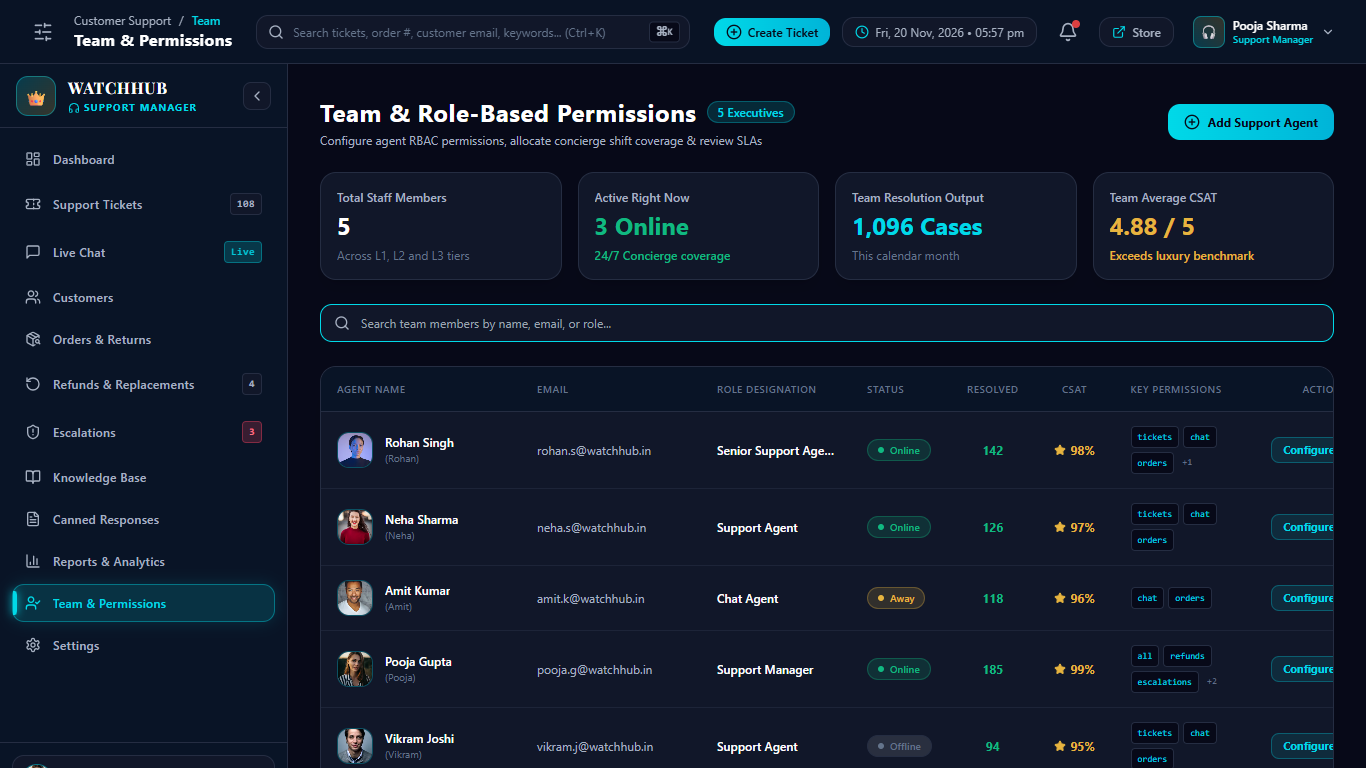 Customer Support / Team
Team & Permissions
Search tickets, order #, customer email, keywords... (Ctrl+K)
⌘K
Create Ticket
Fri, 20 Nov, 2026 • 05:57 pm
Store
Pooja Sharma
Support Manager
WATCHHUB
SUPPORT MANAGER
Dashboard
Support Tickets 108
Live Chat Live
Customers
Orders & Returns
Refunds & Replacements 4
Escalations 3
Knowledge Base
Canned Responses
Reports & Analytics
Team & Permissions
Settings
Team & Role-Based Permissions 5 Executives
Configure agent RBAC permissions, allocate concierge shift coverage & review SLAs
Add Support Agent
Total Staff Members
5
Across L1, L2 and L3 tiers
Active Right Now
3 Online
24/7 Concierge coverage
Team Resolution Output
1,096 Cases
This calendar month
Team Average CSAT
4.88 / 5
Exceeds luxury benchmark
Search team members by name, email, or role...
AGENT NAME EMAIL ROLE DESIGNATION STATUS RESOLVED CSAT KEY PERMISSIONS ACTIO
Rohan Singh
(Rohan)
rohan.s@watchhub.in Senior Support Age... Online 142 98%
tickets chat
orders +1
Configure
Neha Sharma
(Neha)
neha.s@watchhub.in Support Agent Online 126 97%
tickets chat
orders
Configure
Amit Kumar
(Amit)
amit.k@watchhub.in Chat Agent Away 118 96%
chat orders
Configure
Pooja Gupta
(Pooja)
pooja.g@watchhub.in Support Manager Online 185 99%
all refunds
escalations +2
Configure
Vikram Joshi
(Vikram)
vikram.j@watchhub.in Support Agent Offline 94 95%
tickets chat
orders
Configure